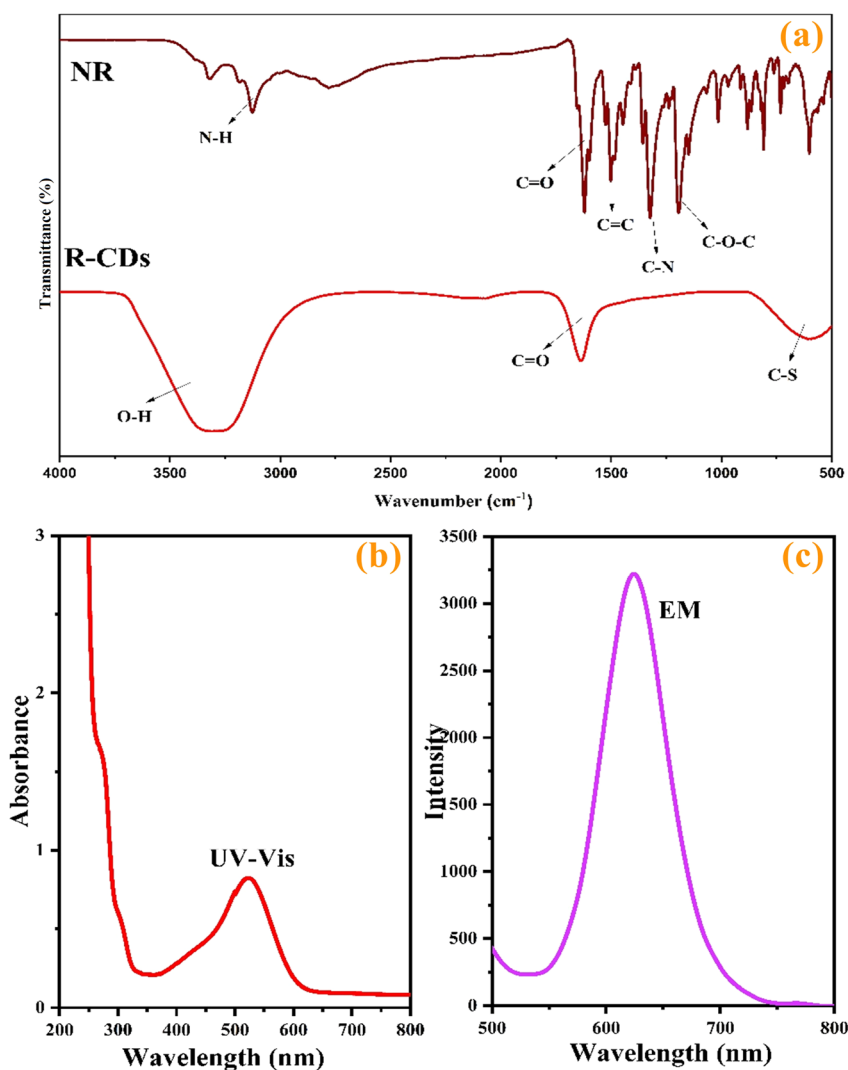 (a)
NR
N-H
C=O
C=C
C-N
C-O-C
Transmittance (%)
R-CDs
O-H
C=O
C-S
4000 3500 3000 2500 2000 1500 1000 500
Wavenumber (cm⁻¹)
(b)
3
2
1
0
Absorbance
UV-Vis
200 300 400 500 600 700 800
Wavelength (nm)
(c)
3500
3000
2500
2000
1500
1000
500
0
Intensity
EM
500 600 700 800
Wavelength (nm)